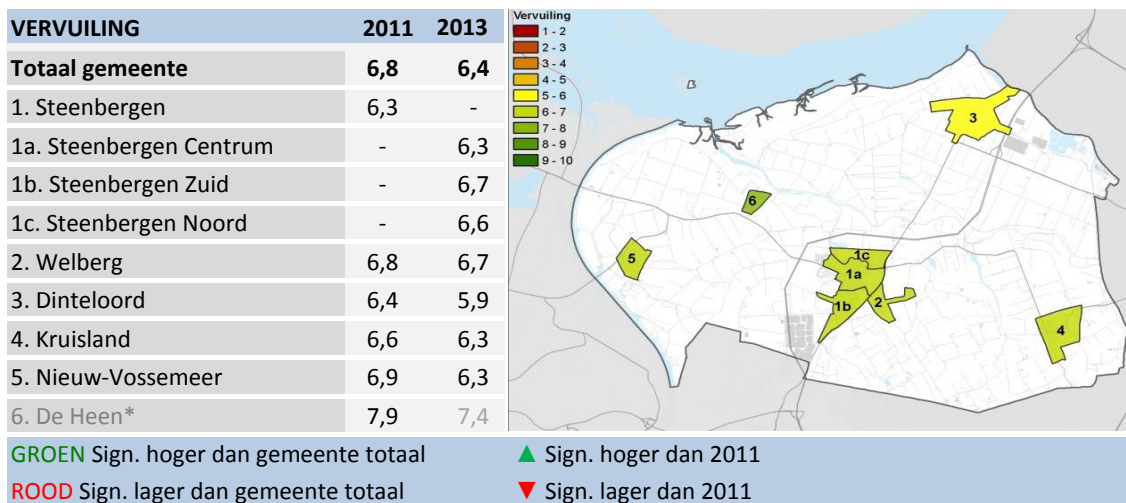 VERVUILING 2011 2013
Totaal gemeente 6,8 6,4
1. Steenbergen 6,3 -
1a. Steenbergen Centrum - 6,3
1b. Steenbergen Zuid - 6,7
1c. Steenbergen Noord - 6,6
2. Welberg 6,8 6,7
3. Dinteloord 6,4 5,9
4. Kruisland 6,6 6,3
5. Nieuw-Vossemeer 6,9 6,3
6. De Heen* 7,9 7,4
Vervuiling
1 - 2
2 - 3
3 - 4
4 - 5
5 - 6
6 - 7
7 - 8
8 - 9
9 - 10
3
6
5
1c
1a
1b
2
4
GROEN Sign. hoger dan gemeente totaal ▲ Sign. hoger dan 2011
ROOD Sign. lager dan gemeente totaal ▼ Sign. lager dan 2011